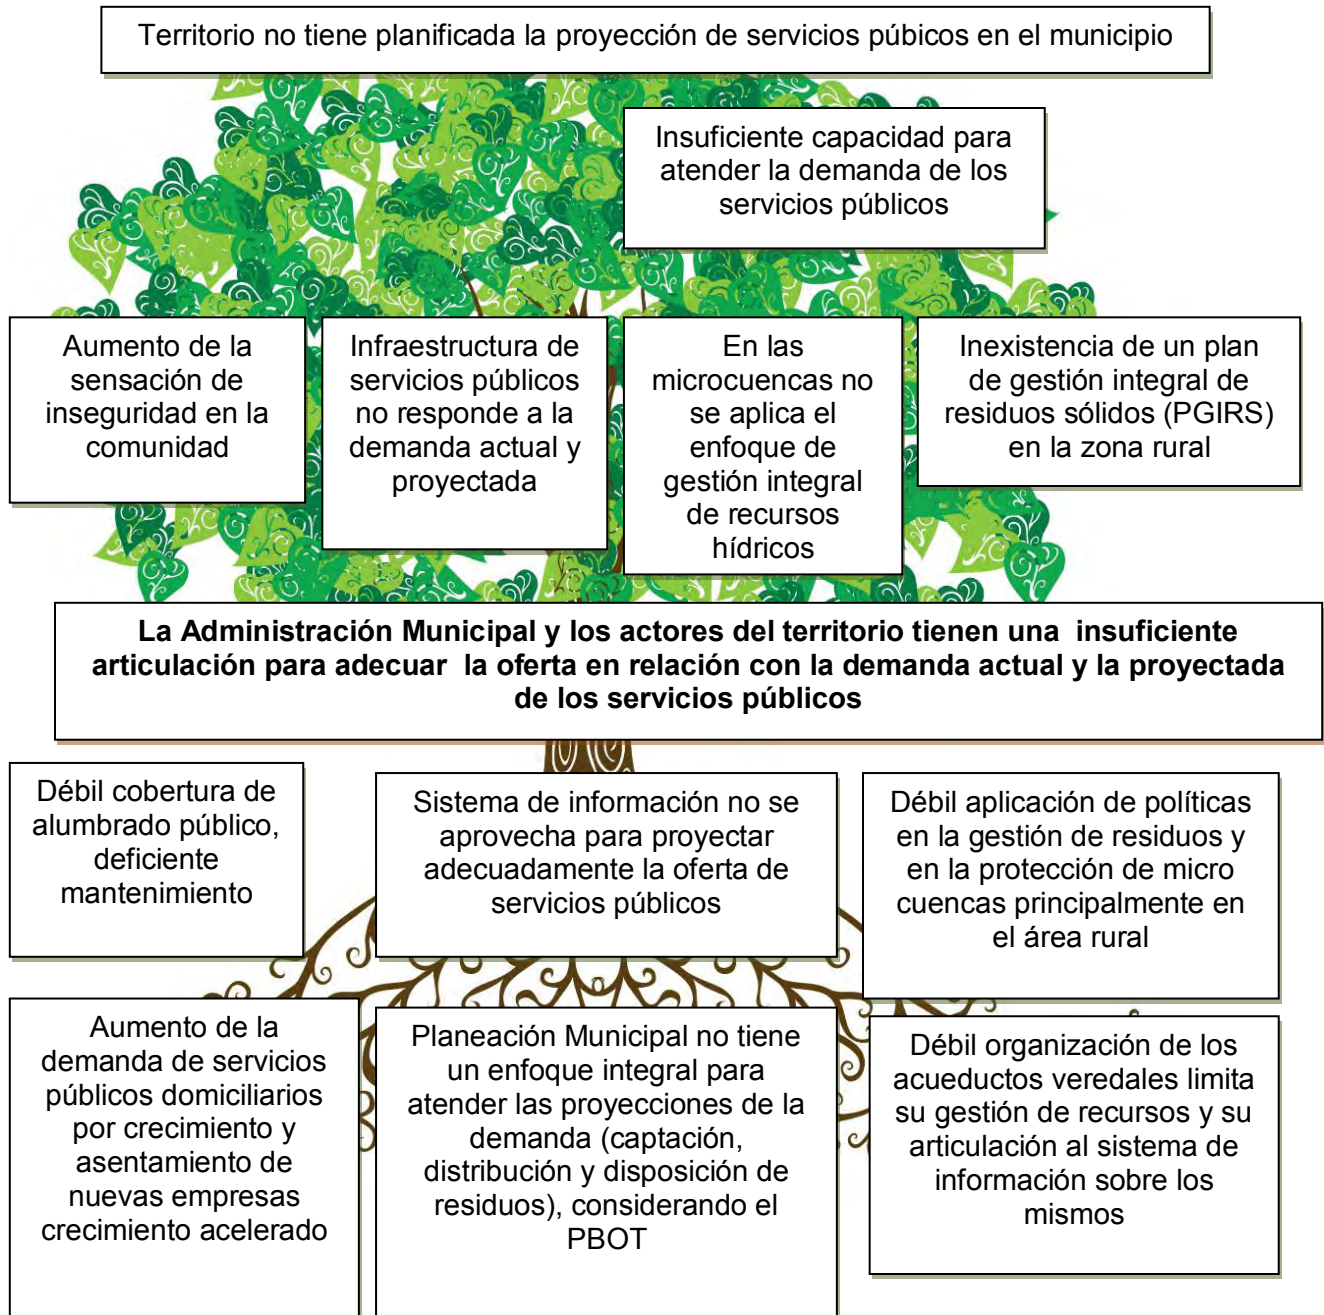 Territorio no tiene planificada la proyección de servicios púbicos en el municipio
Insuficiente capacidad para
atender la demanda de los
servicios públicos
Aumento de la
sensación de
inseguridad en la
comunidad
Infraestructura de
servicios públicos
no responde a la
demanda actual y
proyectada
En las
microcuencas no
se aplica el
enfoque de
gestión integral
de recursos
hídricos
Inexistencia de un plan
de gestión integral de
residuos sólidos (PGIRS)
en la zona rural
La Administración Municipal y los actores del territorio tienen una insuficiente
articulación para adecuar la oferta en relación con la demanda actual y la proyectada
de los servicios públicos
Débil cobertura de
alumbrado público,
deficiente
mantenimiento
Sistema de información no se
aprovecha para proyectar
adecuadamente la oferta de
servicios públicos
Débil aplicación de políticas
en la gestión de residuos y
en la protección de micro
cuencas principalmente en
el área rural
Aumento de la
demanda de servicios
públicos domiciliarios
por crecimiento y
asentamiento de
nuevas empresas
crecimiento acelerado
Planeación Municipal no tiene
un enfoque integral para
atender las proyecciones de la
demanda (captación,
distribución y disposición de
residuos), considerando el
PBOT
Débil organización de los
acueductos veredales limita
su gestión de recursos y su
articulación al sistema de
información sobre los
mismos